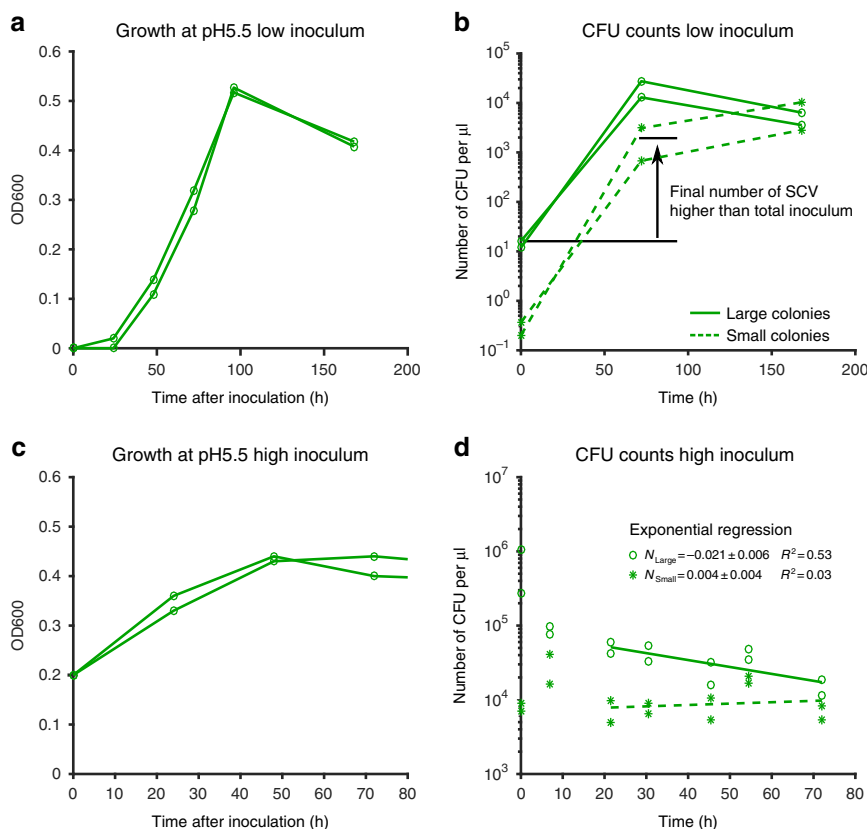 a
Growth at pH5.5 low inoculum
0.6
0.5
0.4
0.3
0.2
0.1
0
0
50
100
150
200
OD600
Time after inoculation (h)
b
CFU counts low inoculum
10^5
10^4
10^3
10^2
10^1
10^0
10^−1
0
50
100
150
200
Number of CFU per µl
Time (h)
Final number of SCV
higher than total inoculum
Large colonies
Small colonies
c
Growth at pH5.5 high inoculum
0.6
0.5
0.4
0.3
0.2
0.1
0
0
10
20
30
40
50
60
70
80
OD600
Time after inoculation (h)
d
CFU counts high inoculum
10^7
10^6
10^5
10^4
10^3
0
10
20
30
40
50
60
70
80
Number of CFU per µl
Time (h)
Exponential regression
N_Large=−0.021±0.006 R^2=0.53
N_Small=0.004±0.004 R^2=0.03